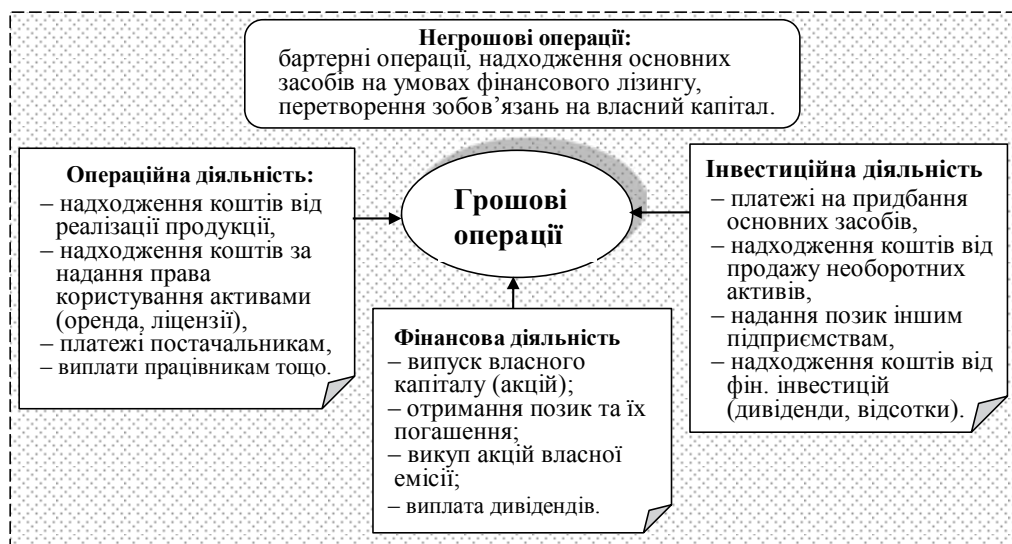 Негрошові операції:
бартерні операції, надходження основних
засобів на умовах фінансового лізингу,
перетворення зобов’язань на власний капітал.
Операційна діяльність:
– надходження коштів від
реалізації продукції,
– надходження коштів за
надання права
користування активами
(оренда, ліцензії),
– платежі постачальникам,
– виплати працівникам тощо.
Грошові
операції
Інвестиційна діяльність
– платежі на придбання
основних засобів,
– надходження коштів від
продажу необоротних
активів,
– надання позик іншим
підприємствам,
– надходження коштів від
фін. інвестицій
(дивіденди, відсотки).
Фінансова діяльність
– випуск власного
капіталу (акцій);
– отримання позик та їх
погашення;
– викуп акцій власної
емісії;
– виплата дивідендів.